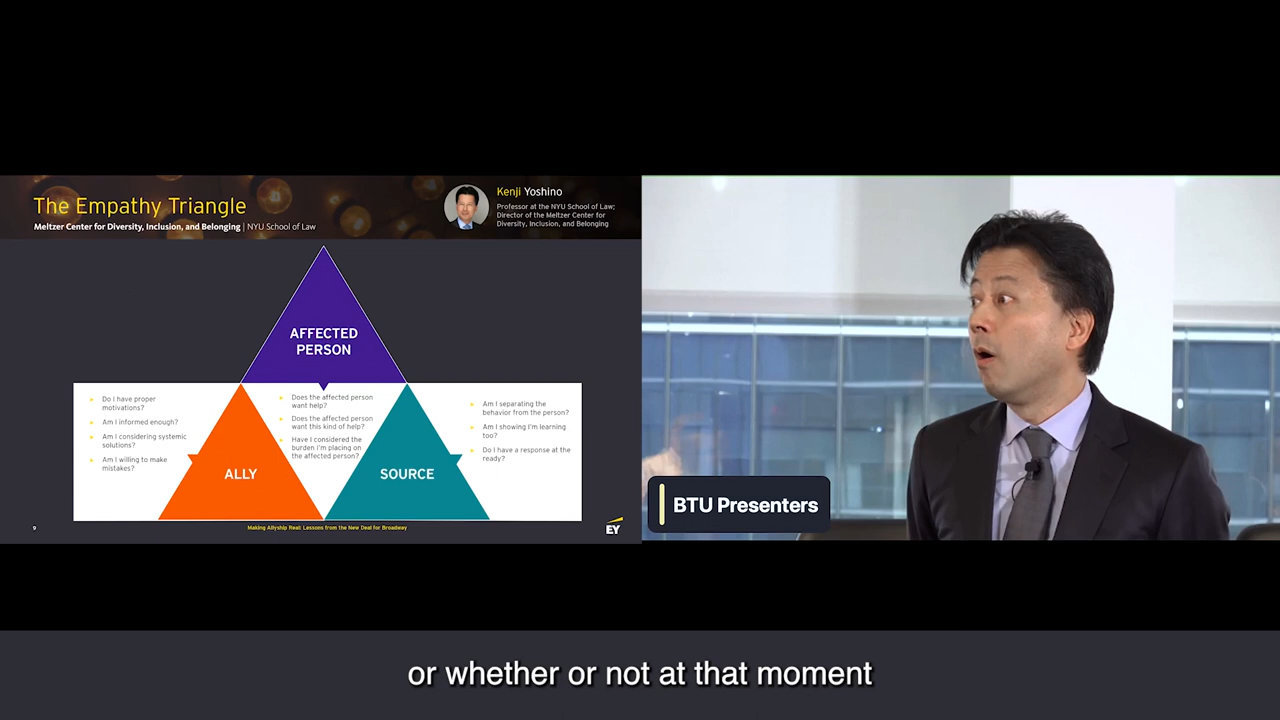 The Empathy Triangle
Meltzer Center for Diversity, Inclusion, and Belonging | NYU School of Law
Kenji Yoshino
Professor at the NYU School of Law;
Director of the Meltzer Center for
Diversity, Inclusion, and Belonging
AFFECTED
PERSON
Do I have proper
motivations?
Am I informed enough?
Am I considering systemic
solutions?
Am I willing to make
mistakes?
ALLY
Does the affected person
want help?
Does the affected person
want this kind of help?
Have I considered the
burden I'm placing on
the affected person?
SOURCE
Am I separating the
behavior from the person?
Am I showing I'm learning
too?
Do I have a response at the
ready?
9
Making Allyship Real: Lessons from the New Deal for Broadway
EY
BTU Presenters
or whether or not at that moment